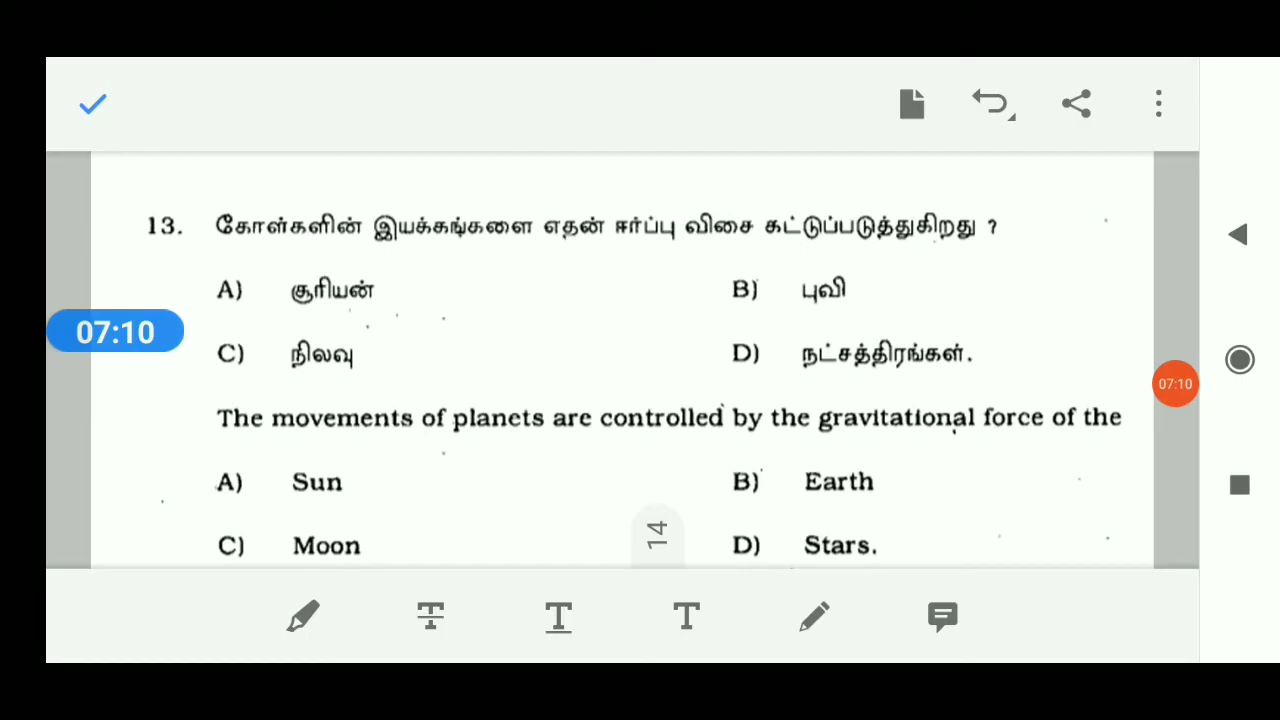 13. கோள்களின் இயக்கங்களை எதன் ஈர்ப்பு விசை கட்டுப்படுத்துகிறது ?
A) சூரியன் B) புவி
07:10
C) நிலவு D) நட்சத்திரங்கள்.
07:10
The movements of planets are controlled by the gravitational force of the
A) Sun B) Earth
C) Moon D) Stars.
14